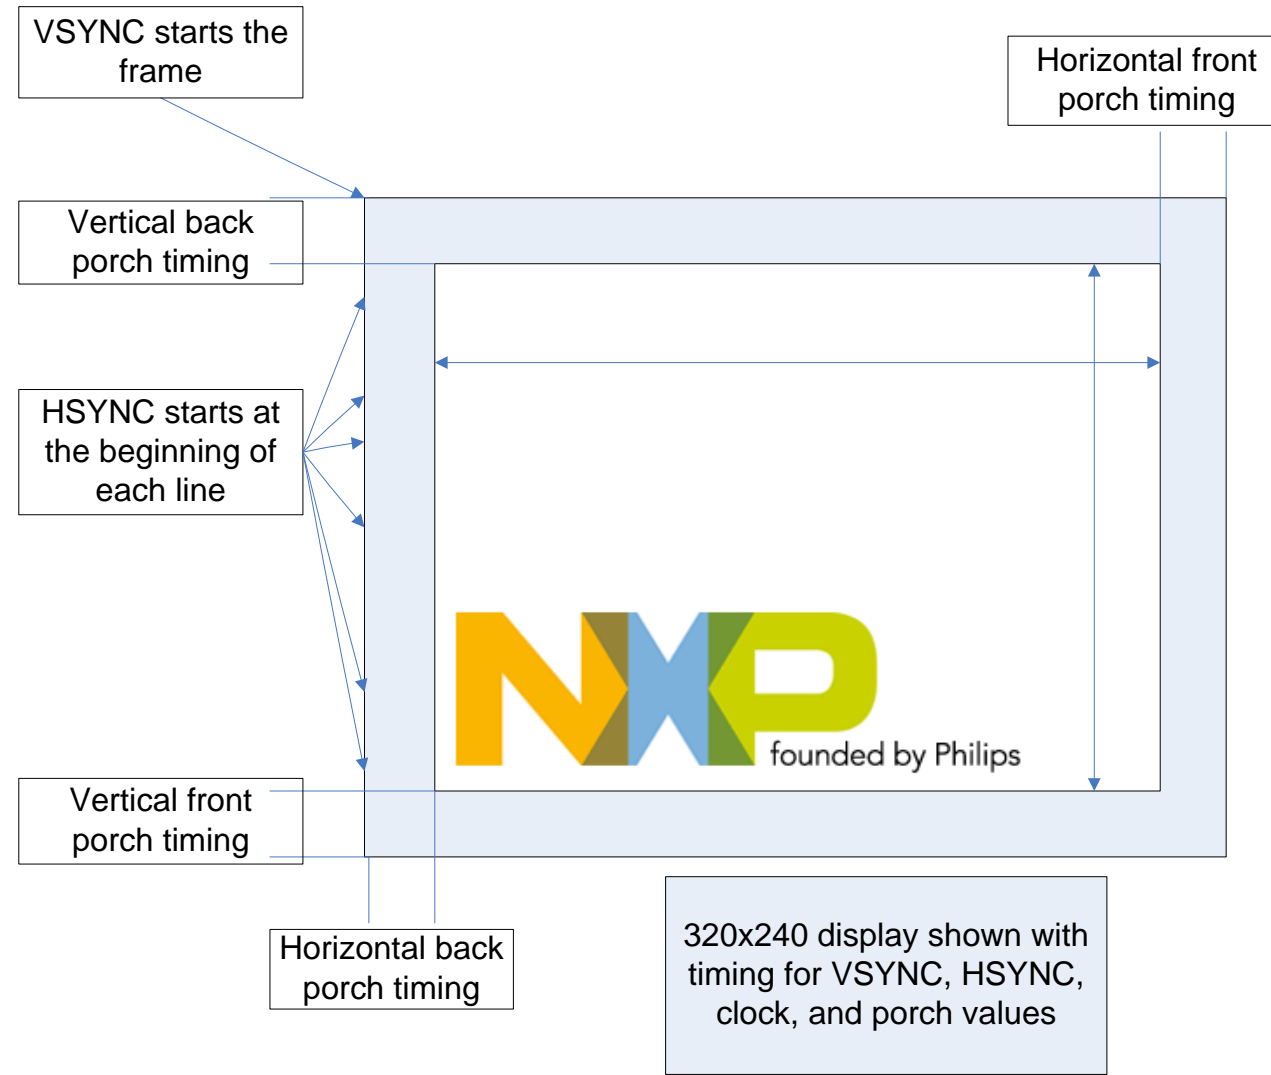 VSYNC starts the
frame
Horizontal front
porch timing
Vertical back
porch timing
HSYNC starts at
the beginning of
each line
NXP
founded by Philips
Vertical front
porch timing
Horizontal back
porch timing
320x240 display shown with
timing for VSYNC, HSYNC,
clock, and porch values